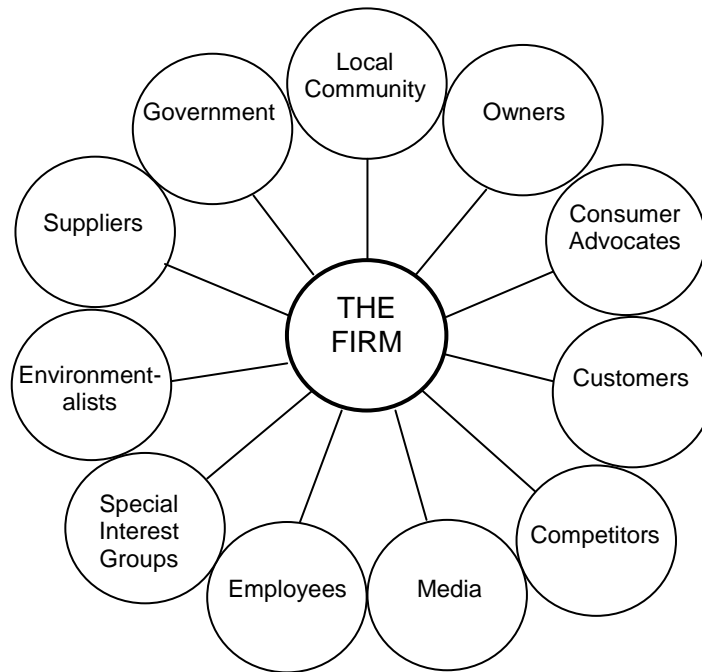 Local
Community
Government
Owners
Suppliers
Consumer
Advocates
THE
FIRM
Environment-
alists
Customers
Special
Interest
Groups
Competitors
Employees
Media